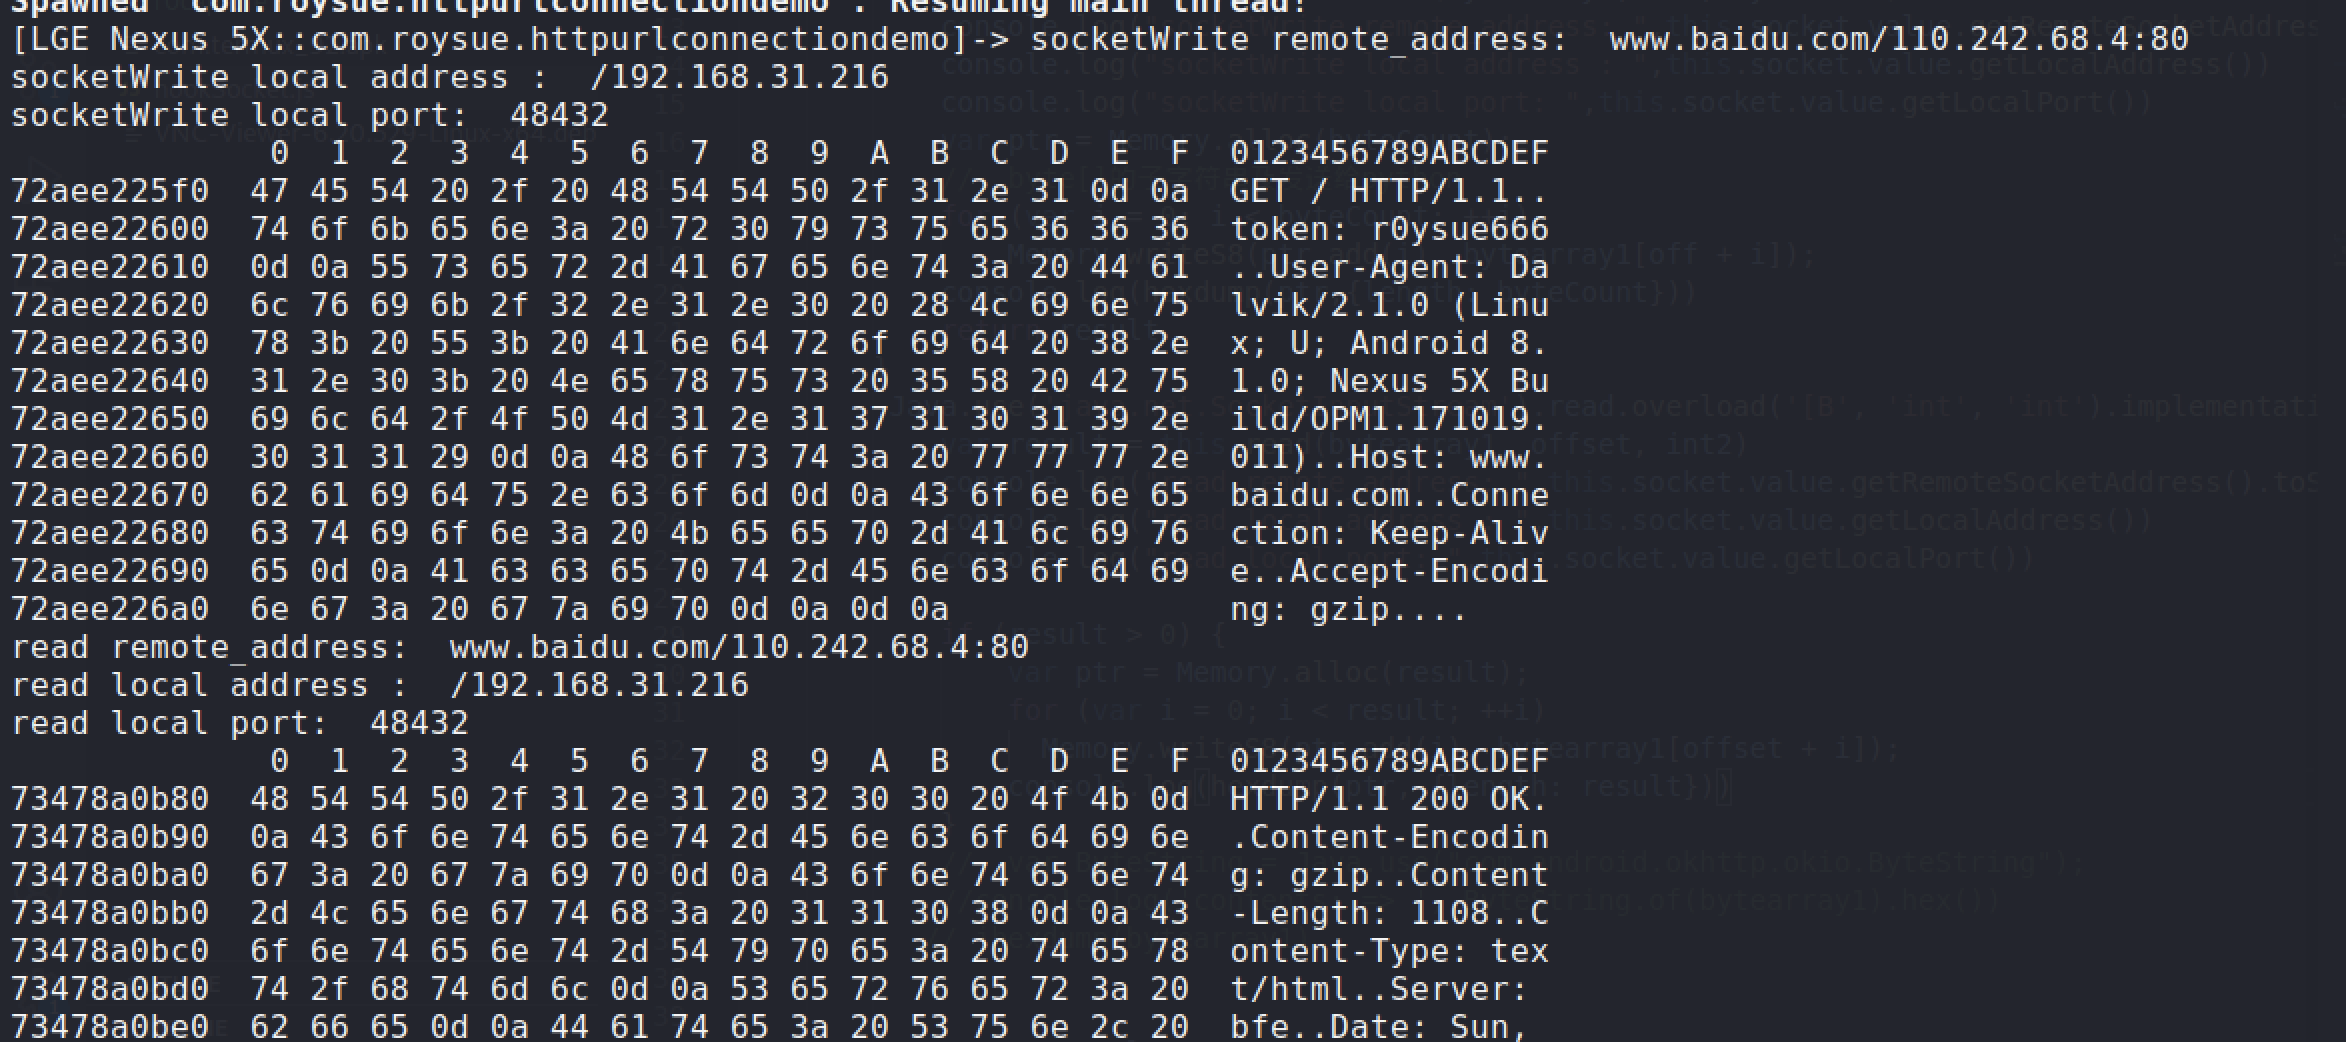 Spawned `com.roysue.httpurlconnectiondemo`. Resuming main thread!
[LGE Nexus 5X::com.roysue.httpurlconnectiondemo]-> socketWrite remote_address:  www.baidu.com/110.242.68.4:80
socketWrite local address :  /192.168.31.216
socketWrite local port:  48432
             0  1  2  3  4  5  6  7  8  9  A  B  C  D  E  F  0123456789ABCDEF
72aee225f0  47 45 54 20 2f 20 48 54 54 50 2f 31 2e 31 0d 0a  GET / HTTP/1.1..
72aee22600  74 6f 6b 65 6e 3a 20 72 30 79 73 75 65 36 36 36  token: r0ysue666
72aee22610  0d 0a 55 73 65 72 2d 41 67 65 6e 74 3a 20 44 61  ..User-Agent: Da
72aee22620  6c 76 69 6b 2f 32 2e 31 2e 30 20 28 4c 69 6e 75  lvik/2.1.0 (Linu
72aee22630  78 3b 20 55 3b 20 41 6e 64 72 6f 69 64 20 38 2e  x; U; Android 8.
72aee22640  31 2e 30 3b 20 4e 65 78 75 73 20 35 58 20 42 75  1.0; Nexus 5X Bu
72aee22650  69 6c 64 2f 4f 50 4d 31 2e 31 37 31 30 31 39 2e  ild/OPM1.171019.
72aee22660  30 31 31 29 0d 0a 48 6f 73 74 3a 20 77 77 77 2e  011)..Host: www.
72aee22670  62 61 69 64 75 2e 63 6f 6d 0d 0a 43 6f 6e 6e 65  baidu.com..Conne
72aee22680  63 74 69 6f 6e 3a 20 4b 65 65 70 2d 41 6c 69 76  ction: Keep-Aliv
72aee22690  65 0d 0a 41 63 63 65 70 74 2d 45 6e 63 6f 64 69  e..Accept-Encodi
72aee226a0  6e 67 3a 20 67 7a 69 70 0d 0a 0d 0a              ng: gzip....
read remote_address:  www.baidu.com/110.242.68.4:80
read local address :  /192.168.31.216
read local port:  48432
             0  1  2  3  4  5  6  7  8  9  A  B  C  D  E  F  0123456789ABCDEF
73478a0b80  48 54 54 50 2f 31 2e 31 20 32 30 30 20 4f 4b 0d  HTTP/1.1 200 OK.
73478a0b90  0a 43 6f 6e 74 65 6e 74 2d 45 6e 63 6f 64 69 6e  .Content-Encodin
73478a0ba0  67 3a 20 67 7a 69 70 0d 0a 43 6f 6e 74 65 6e 74  g: gzip..Content
73478a0bb0  2d 4c 65 6e 67 74 68 3a 20 31 31 30 38 0d 0a 43  -Length: 1108..C
73478a0bc0  6f 6e 74 65 6e 74 2d 54 79 70 65 3a 20 74 65 78  ontent-Type: tex
73478a0bd0  74 2f 68 74 6d 6c 0d 0a 53 65 72 76 65 72 3a 20  t/html..Server:
73478a0be0  62 66 65 0d 0a 44 61 74 65 3a 20 53 75 6e 2c 20  bfe..Date: Sun,